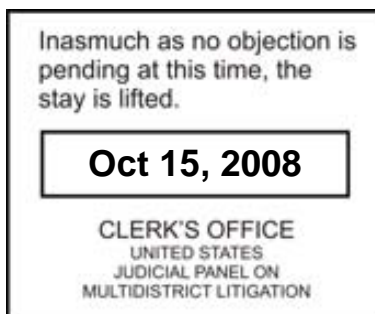 Inasmuch as no objection is
pending at this time, the
stay is lifted.
Oct 15, 2008
CLERK'S OFFICE
UNITED STATES
JUDICIAL PANEL ON
MULTIDISTRICT LITIGATION